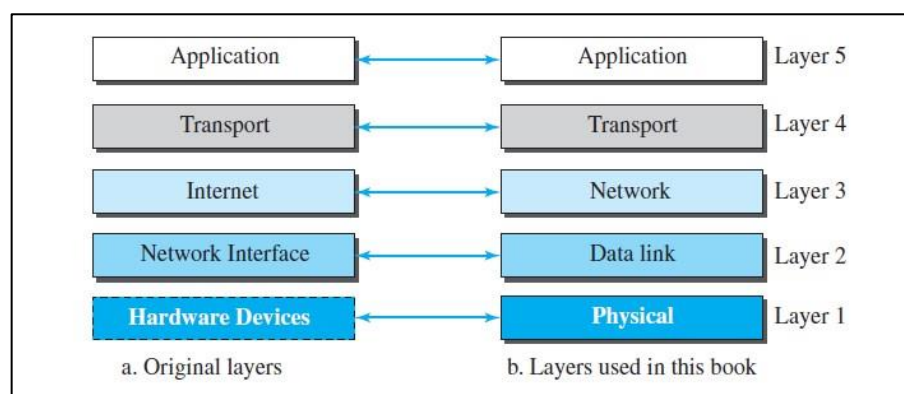 Application Application Layer 5
Transport Transport Layer 4
Internet Network Layer 3
Network Interface Data link Layer 2
Hardware Devices Physical Layer 1
a. Original layers b. Layers used in this book